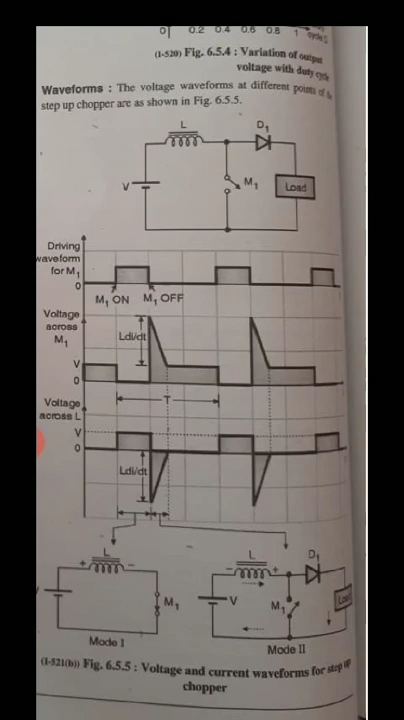 0 0.2 0.4 0.6 0.8 1
(I-520) Fig. 6.5.4 : Variation of output
voltage with duty cycle
Waveforms : The voltage waveforms at different points of
step up chopper are as shown in Fig. 6.5.5.
L
D1
V
M1
Load
Driving
waveform
for M1
0
M1 ON M1 OFF
Voltage
across
M1
Ldi/dt
V
0
T
Voltage
across L
V
0
Ldi/dt
L
+ −
M1
Mode I
L
− +
D1
V
M1
Load
Mode II
(I-521(b)) Fig. 6.5.5 : Voltage and current waveforms for step up
chopper